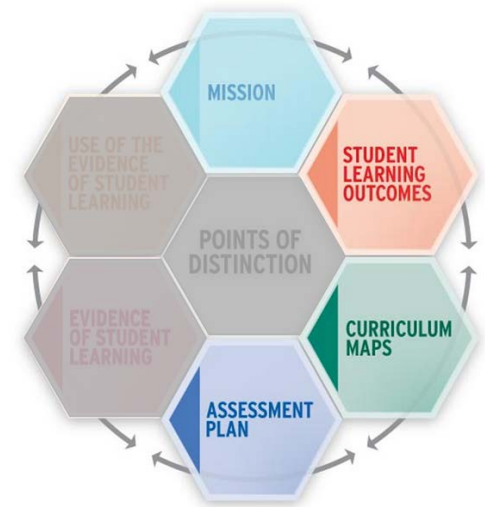 MISSION
STUDENT
LEARNING
OUTCOMES
CURRICULUM
MAPS
ASSESSMENT
PLAN
EVIDENCE
OF STUDENT
LEARNING
USE OF THE
EVIDENCE
OF STUDENT
LEARNING
POINTS OF
DISTINCTION